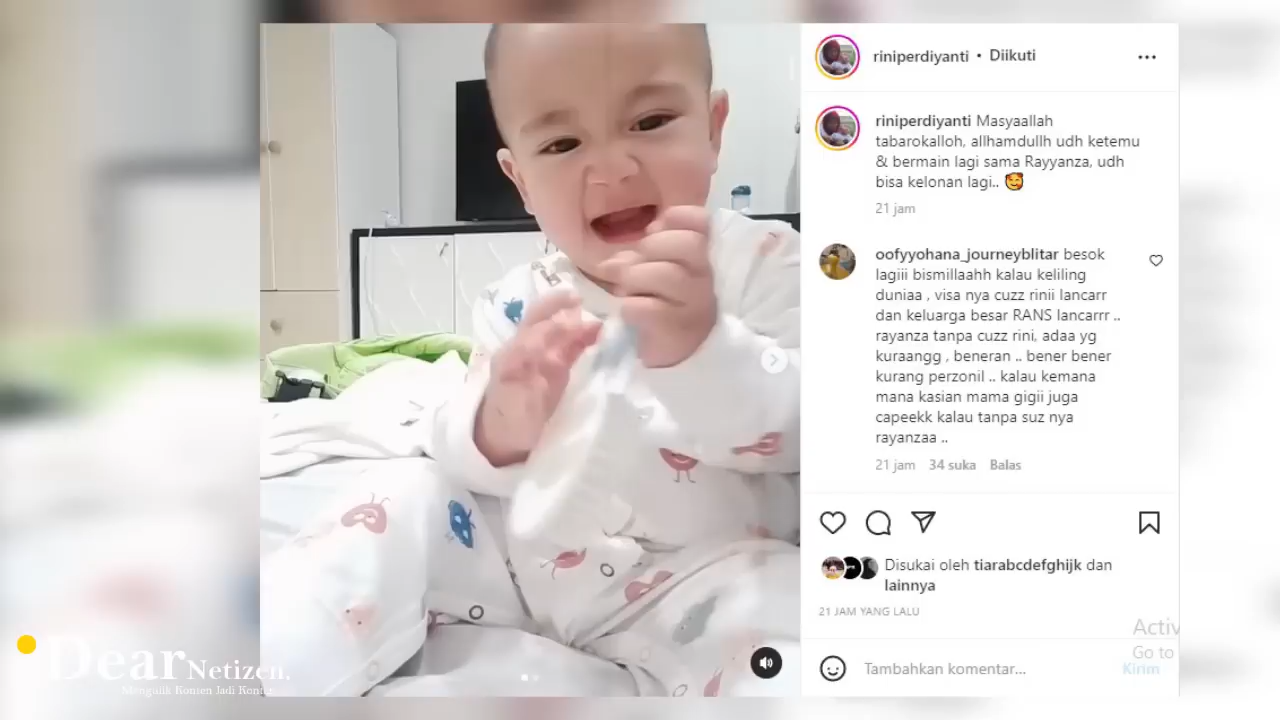 riniperdiyanti • Diikuti
riniperdiyanti Masyaallah
tabarokalloh, allhamdullh udh ketemu
& bermain lagi sama Rayyanza, udh
bisa kelonan lagi..
21 jam
oofyyohana_journeyblitar besok
lagiii bismillaahh kalau keliling
duniaa , visa nya cuzz rinii lancarr
dan keluarga besar RANS lancarrr ..
rayanza tanpa cuzz rini, adaa yg
kuraangg , beneran .. bener bener
kurang perzonil .. kalau kemana
mana kasian mama gigii juga
capeekk kalau tanpa suz nya
rayanzaa ..
21 jam 34 suka Balas
Disukai oleh tiarabcdefghijk dan
lainnya
21 JAM YANG LALU
Activ
Go to
Tambahkan komentar...
Kirim
Dear Netizen.
Mengulik Konten Jadi Konten